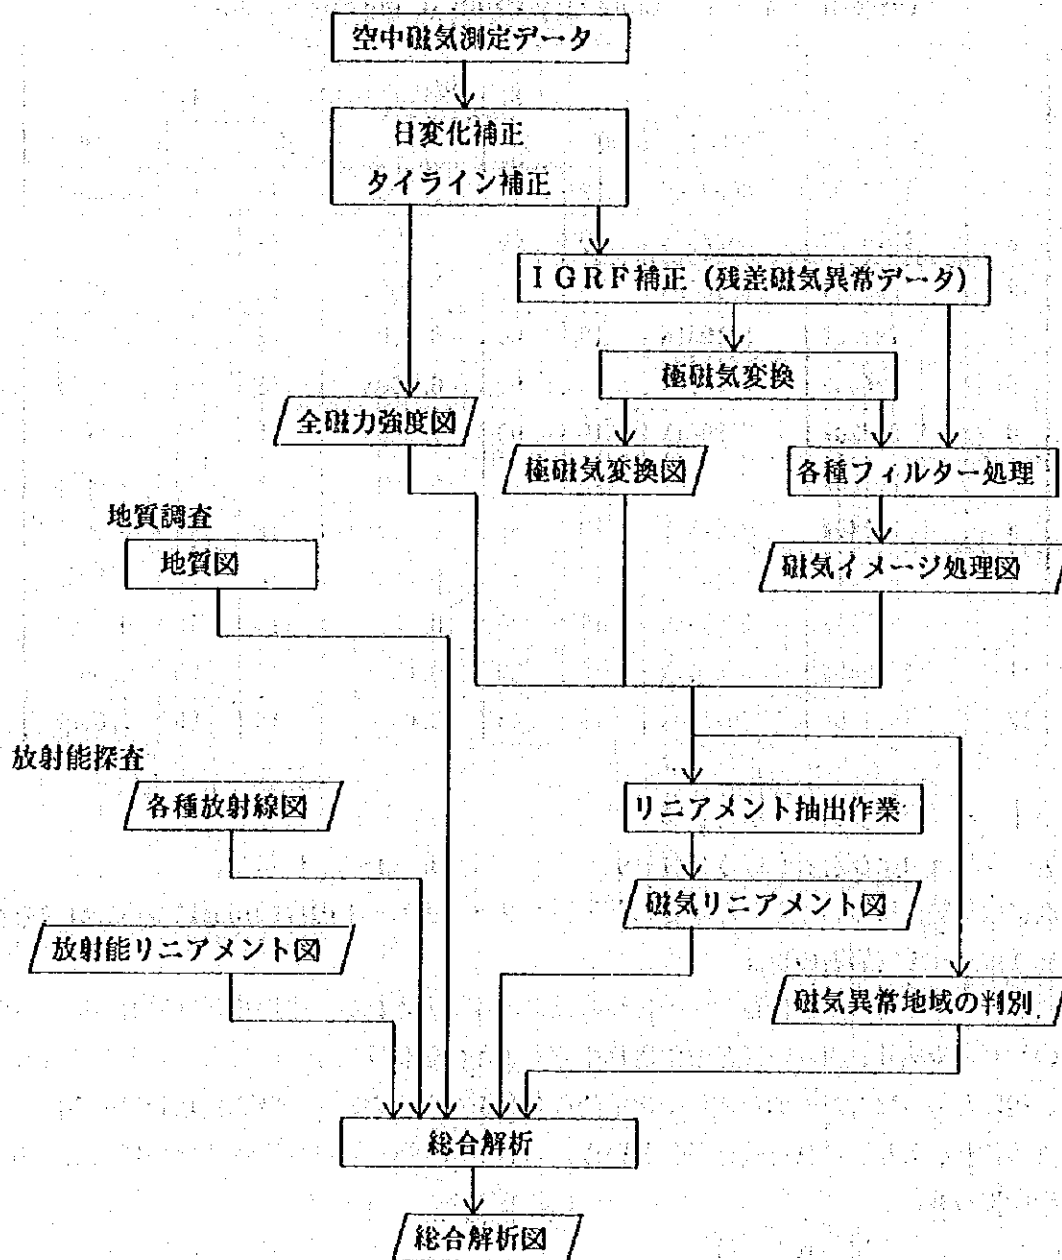 空中磁気測定データ
日変化補正
タイライン補正
IGRF補正(残差磁気異常データ)
極磁気変換
全磁力強度図
極磁気変換図
各種フィルター処理
地質調査
地質図
磁気イメージ処理図
放射能探査
各種放射線図
リニアメント抽出作業
磁気リニアメント図
放射能リニアメント図
磁気異常地域の判別
総合解析
総合解析図